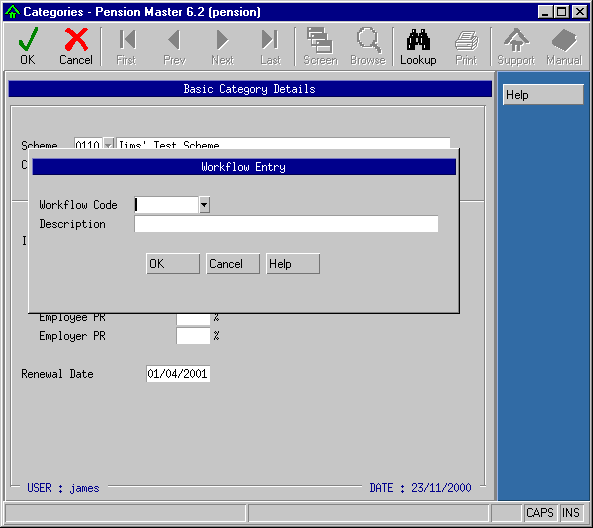 Categories - Pension Master 6.2 (pension)
OK Cancel First Prev Next Last Screen Browse Lookup Print Support Manual
Basic Category Details
Help
Scheme 0110 Jims' Test Scheme
C
Workflow Entry
Workflow Code
Description
I
OK Cancel Help
Employee PR %
Employer PR %
Renewal Date 01/04/2001
USER : james DATE : 23/11/2000
CAPS INS